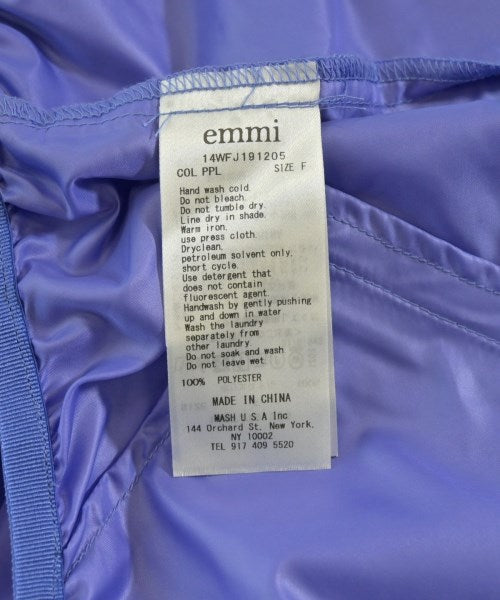 emmi
14WFJ191205
COL PPL SIZE F
Hand wash cold.
Do not bleach.
Do not tumble dry.
Line dry in shade.
Warm iron.
use press cloth.
Dryclean.
petroleum solvent only.
short cycle.
Use detergent that
does not contain
fluorescent agent.
Handwash by gently pushing
up and down in water
Wash the laundry
separately from
other laundry.
Do not soak and wash.
Do not leave wet.
100% POLYESTER
MADE IN CHINA
MASH U.S.A Inc
144 Orchard St. New York.
NY 10002
TEL 917 409 5520